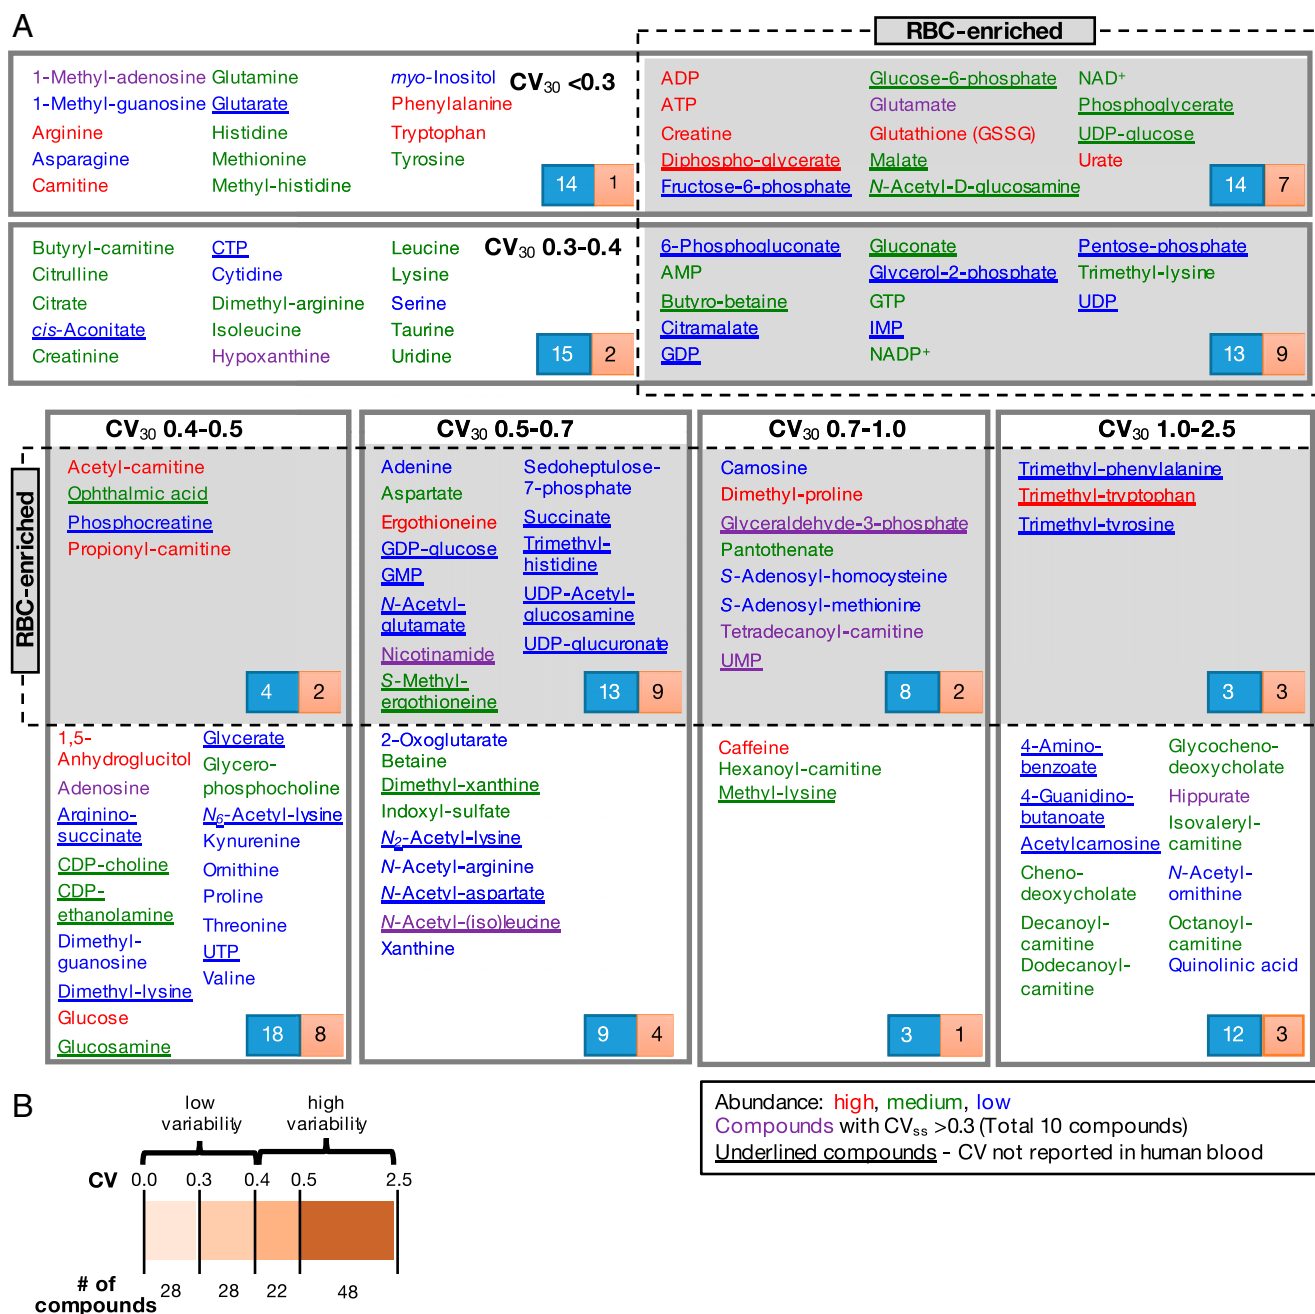 A
RBC-enriched
CV30 <0.3
1-Methyl-adenosine
1-Methyl-guanosine
Arginine
Asparagine
Carnitine
Glutamine
Glutarate
Histidine
Methionine
Methyl-histidine
myo-Inositol
Phenylalanine
Tryptophan
Tyrosine
14 1
ADP
ATP
Creatine
Diphospho-glycerate
Fructose-6-phosphate
Glucose-6-phosphate
Glutamate
Glutathione (GSSG)
Malate
N-Acetyl-D-glucosamine
NAD+
Phosphoglycerate
UDP-glucose
Urate
14 7
CV30 0.3-0.4
Butyryl-carnitine
Citrulline
Citrate
cis-Aconitate
Creatinine
CTP
Cytidine
Dimethyl-arginine
Isoleucine
Hypoxanthine
Leucine
Lysine
Serine
Taurine
Uridine
15 2
6-Phosphogluconate
AMP
Butyro-betaine
Citramalate
GDP
Gluconate
Glycerol-2-phosphate
GTP
IMP
NADP+
Pentose-phosphate
Trimethyl-lysine
UDP
13 9
RBC-enriched
CV30 0.4-0.5
Acetyl-carnitine
Ophthalmic acid
Phosphocreatine
Propionyl-carnitine
4 2
1,5-
Anhydroglucitol
Adenosine
Arginino-
succinate
CDP-choline
CDP-
ethanolamine
Dimethyl-
guanosine
Dimethyl-lysine
Glucose
Glucosamine
Glycerate
Glycero-
phosphocholine
N6-Acetyl-lysine
Kynurenine
Ornithine
Proline
Threonine
UTP
Valine
18 8
CV30 0.5-0.7
Adenine
Aspartate
Ergothioneine
GDP-glucose
GMP
N-Acetyl-
glutamate
Nicotinamide
S-Methyl-
ergothioneine
Sedoheptulose-
7-phosphate
Succinate
Trimethyl-
histidine
UDP-Acetyl-
glucosamine
UDP-glucuronate
13 9
2-Oxoglutarate
Betaine
Dimethyl-xanthine
Indoxyl-sulfate
N2-Acetyl-lysine
N-Acetyl-arginine
N-Acetyl-aspartate
N-Acetyl-(iso)leucine
Xanthine
9 4
CV30 0.7-1.0
Carnosine
Dimethyl-proline
Glyceraldehyde-3-phosphate
Pantothenate
S-Adenosyl-homocysteine
S-Adenosyl-methionine
Tetradecanoyl-carnitine
UMP
8 2
Caffeine
Hexanoyl-carnitine
Methyl-lysine
3 1
CV30 1.0-2.5
Trimethyl-phenylalanine
Trimethyl-tryptophan
Trimethyl-tyrosine
3 3
4-Amino-
benzoate
4-Guanidino-
butanoate
Acetylcarnosine
Cheno-
deoxycholate
Decanoyl-
carnitine
Dodecanoyl-
carnitine
Glycocheno-
deoxycholate
Hippurate
Isovaleryl-
carnitine
N-Acetyl-
ornithine
Octanoyl-
carnitine
Quinolinic acid
12 3
B
low
variability
high
variability
CV 0.0 0.3 0.4 0.5 2.5
# of
compounds
28 28 22 48
Abundance: high, medium, low
Compounds with CVss >0.3 (Total 10 compounds)
Underlined compounds - CV not reported in human blood